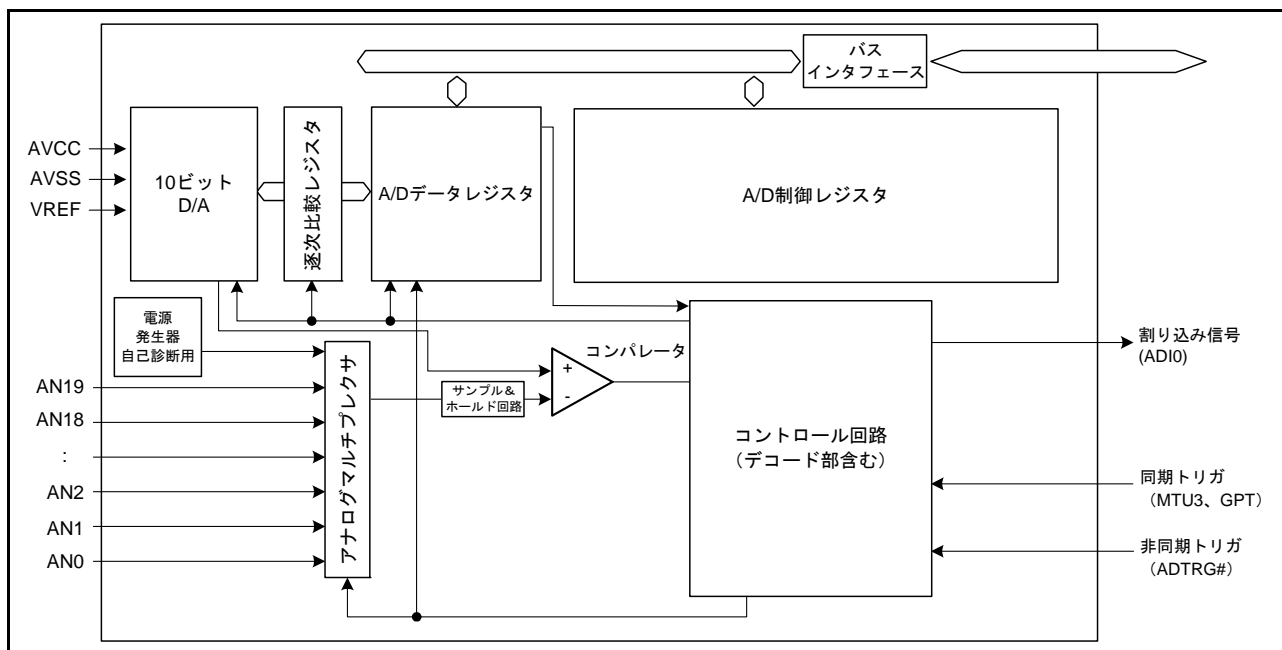 バス
インタフェース
AVCC
AVSS
VREF
10ビット
D/A
逐次比較レジスタ
A/Dデータレジスタ
A/D制御レジスタ
電源
発生器
自己診断用
AN19
AN18
:
AN2
AN1
AN0
アナログマルチプレクサ
サンプル＆
ホールド回路
コンパレータ
+
-
コントロール回路
（デコード部含む）
割り込み信号
(ADI0)
同期トリガ
（MTU3、GPT）
非同期トリガ
（ADTRG#）